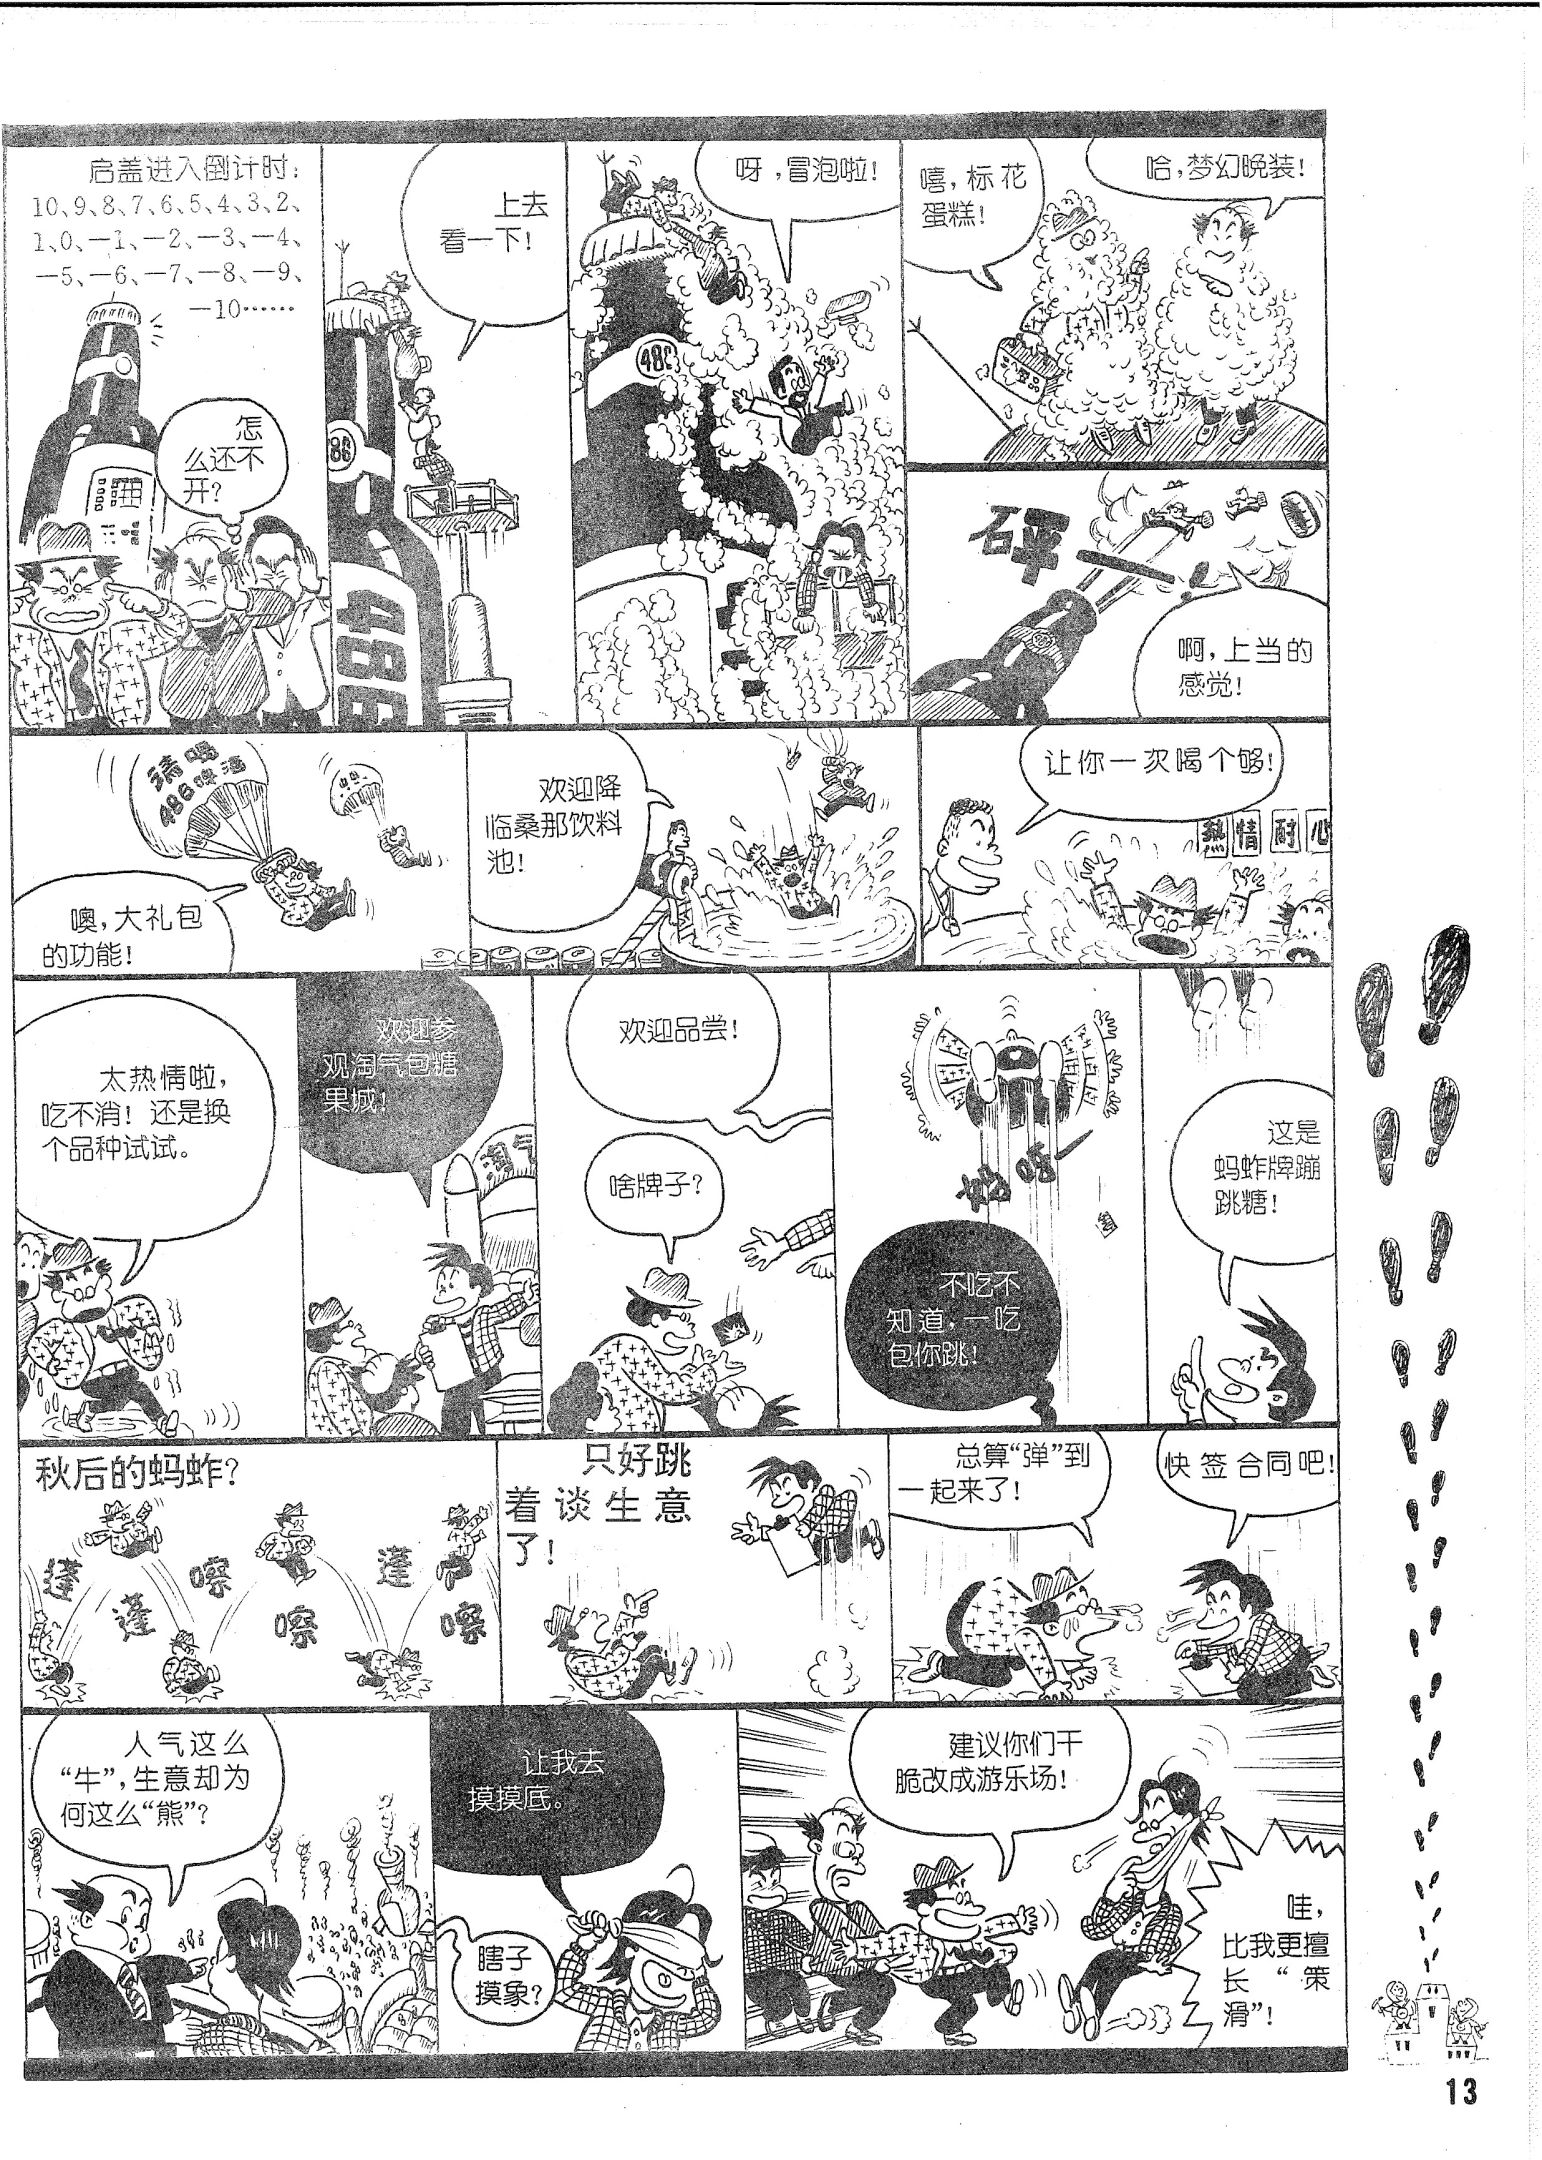 启盖进入倒计时：
10、9、8、7、6、5、4、3、2、
1、0、—1、—2、—3、—4、
—5、—6、—7、—8、—9、
—10……
怎
么还不
开？
上去
看一下！
86
486
呀，冒泡啦！
486
嘻，标花
蛋糕！
哈，梦幻晚装！
砰
啊，上当的
感觉！
请喝
486啤酒
噢，大礼包
的功能！
欢迎降
临桑那饮料
池！
让你一次喝个够！
热情耐心
太热情啦，
吃不消！还是换
个品种试试。
欢迎参
观淘气包糖
果城！
淘气
欢迎品尝！
啥牌子？
妈呀
不吃不
知道，一吃
包你跳！
这是
蚂蚱牌蹦
跳糖！
秋后的蚂蚱？
蓬
蓬
嚓
嚓
蓬
嚓
只好跳
着谈生意
了！
总算“弹”到
一起来了！
快签合同吧！
人气这么
“牛”，生意却为
何这么“熊”？
让我去
摸摸底。
瞎子
摸象？
建议你们干
脆改成游乐场！
哇，
比我更擅
长“策
滑”！
13